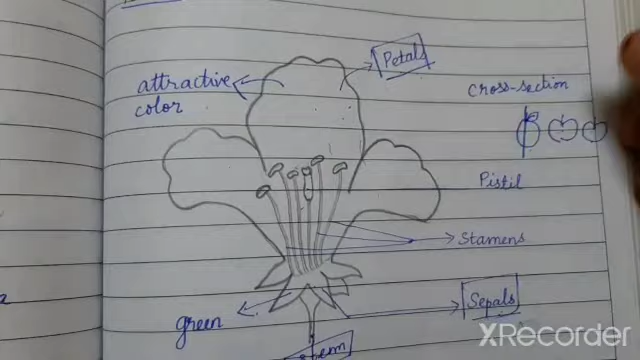 Petals
attractive
color
cross-section
Pistil
Stamens
Sepals
green
XRecorder